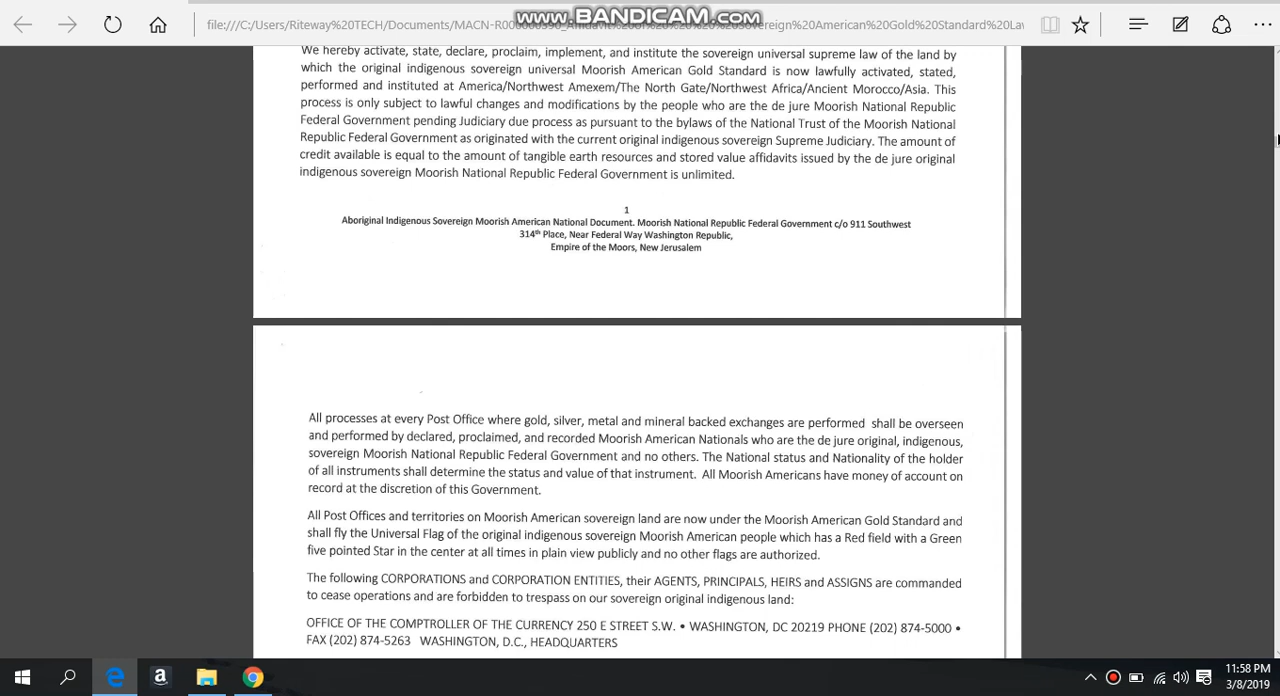 www.BANDICAM.com
file:///C:/Users/Riteway%20TECH/Documents/MACN-R000000596_Affidavit%20of%20
%20Sovereign%20American%20Gold%20Standard%20La
We hereby activate, state, declare, proclaim, implement, and institute the sovereign universal supreme law of the land by
which the original indigenous sovereign universal Moorish American Gold Standard is now lawfully activated, stated,
performed and instituted at America/Northwest Amexem/The North Gate/Northwest Africa/Ancient Morocco/Asia. This
process is only subject to lawful changes and modifications by the people who are the de jure Moorish National Republic
Federal Government pending Judiciary due process as pursuant to the bylaws of the National Trust of the Moorish National
Republic Federal Government as originated with the current original indigenous sovereign Supreme Judiciary. The amount of
credit available is equal to the amount of tangible earth resources and stored value affidavits issued by the de jure original
indigenous sovereign Moorish National Republic Federal Government is unlimited.
1
Aboriginal Indigenous Sovereign Moorish American National Document. Moorish National Republic Federal Government c/o 911 Southwest
314th Place, Near Federal Way Washington Republic,
Empire of the Moors, New Jerusalem
All processes at every Post Office where gold, silver, metal and mineral backed exchanges are performed shall be overseen
and performed by declared, proclaimed, and recorded Moorish American Nationals who are the de jure original, indigenous,
sovereign Moorish National Republic Federal Government and no others. The National status and Nationality of the holder
of all instruments shall determine the status and value of that instrument. All Moorish Americans have money of account on
record at the discretion of this Government.
All Post Offices and territories on Moorish American sovereign land are now under the Moorish American Gold Standard and
shall fly the Universal Flag of the original indigenous sovereign Moorish American people which has a Red field with a Green
five pointed Star in the center at all times in plain view publicly and no other flags are authorized.
The following CORPORATIONS and CORPORATION ENTITIES, their AGENTS, PRINCIPALS, HEIRS and ASSIGNS are commanded
to cease operations and are forbidden to trespass on our sovereign original indigenous land:
OFFICE OF THE COMPTROLLER OF THE CURRENCY 250 E STREET S.W. • WASHINGTON, DC 20219 PHONE (202) 874-5000 •
FAX (202) 874-5263 WASHINGTON, D.C., HEADQUARTERS
11:58 PM
3/8/2019